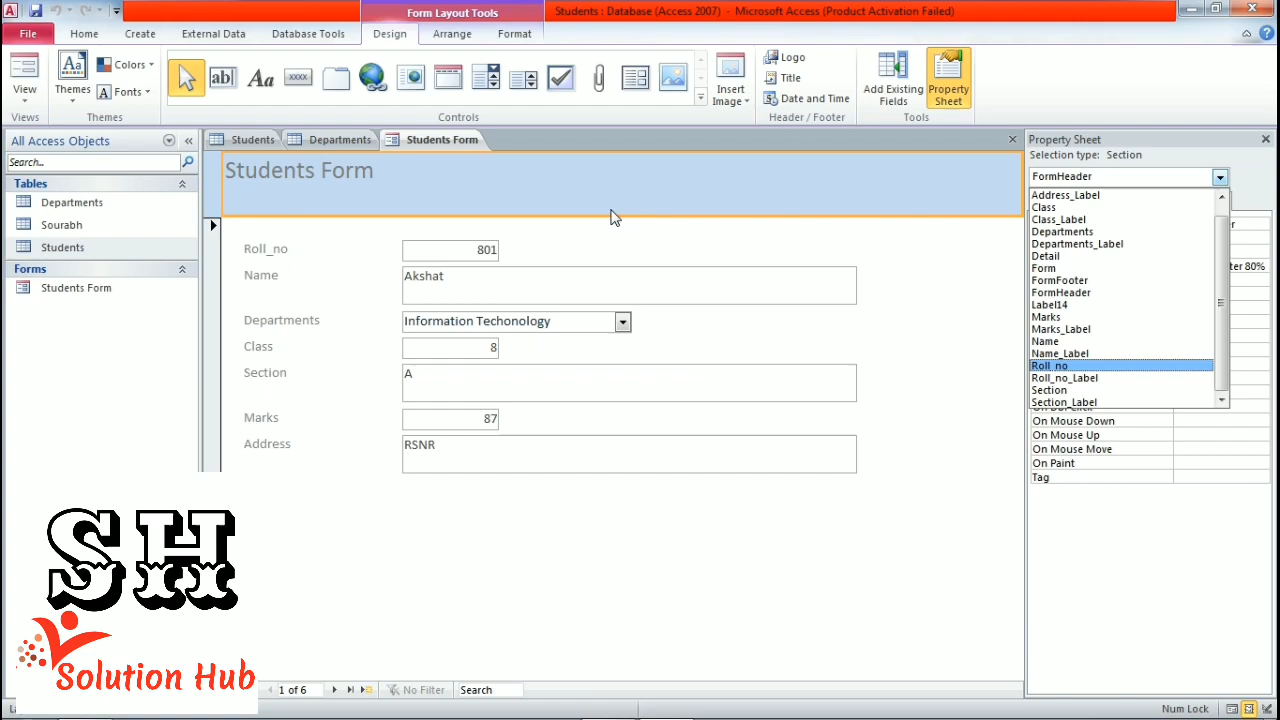 Form Layout Tools
Students : Database (Access 2007) - Microsoft Access (Product Activation Failed)
File Home Create External Data Database Tools Design Arrange Format
View
Views
Themes
Colors
Fonts
Themes
ab|
Aa
xxxx
Controls
Insert
Image
Logo
Title
Date and Time
Header / Footer
Add Existing
Fields
Property
Sheet
Tools
All Access Objects
Search...
Tables
Departments
Sourabh
Students
Forms
Students Form
Students Departments Students Form
Students Form
Roll_no 801
Name Akshat
Departments Information Techonology
Class 8
Section A
Marks 87
Address RSNR
1 of 6 No Filter Search
Property Sheet
Selection type: Section
FormHeader
Address_Label
Class
Class_Label
Departments
Departments_Label
Detail
Form
FormFooter
FormHeader
Label14
Marks
Marks_Label
Name
Name_Label
Roll_no
Roll_no_Label
Section
Section_Label
On Mouse Down
On Mouse Up
On Mouse Move
On Paint
Tag
SH
Solution Hub
Num Lock